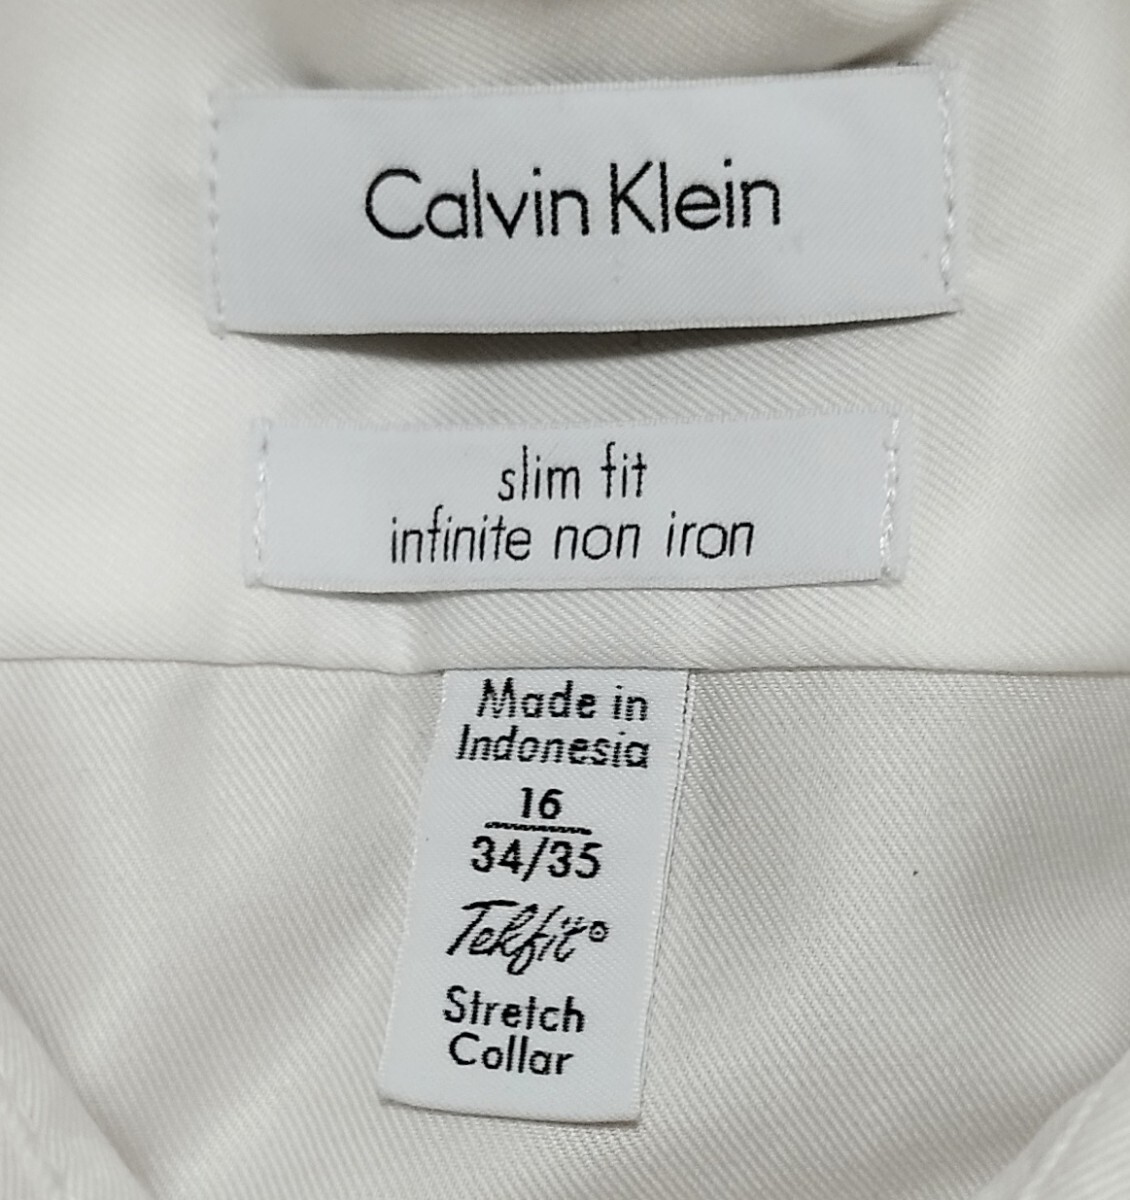 Calvin Klein
slim fit
infinite non iron
Made in
Indonesia
16
34/35
Tekfit®
Stretch
Collar